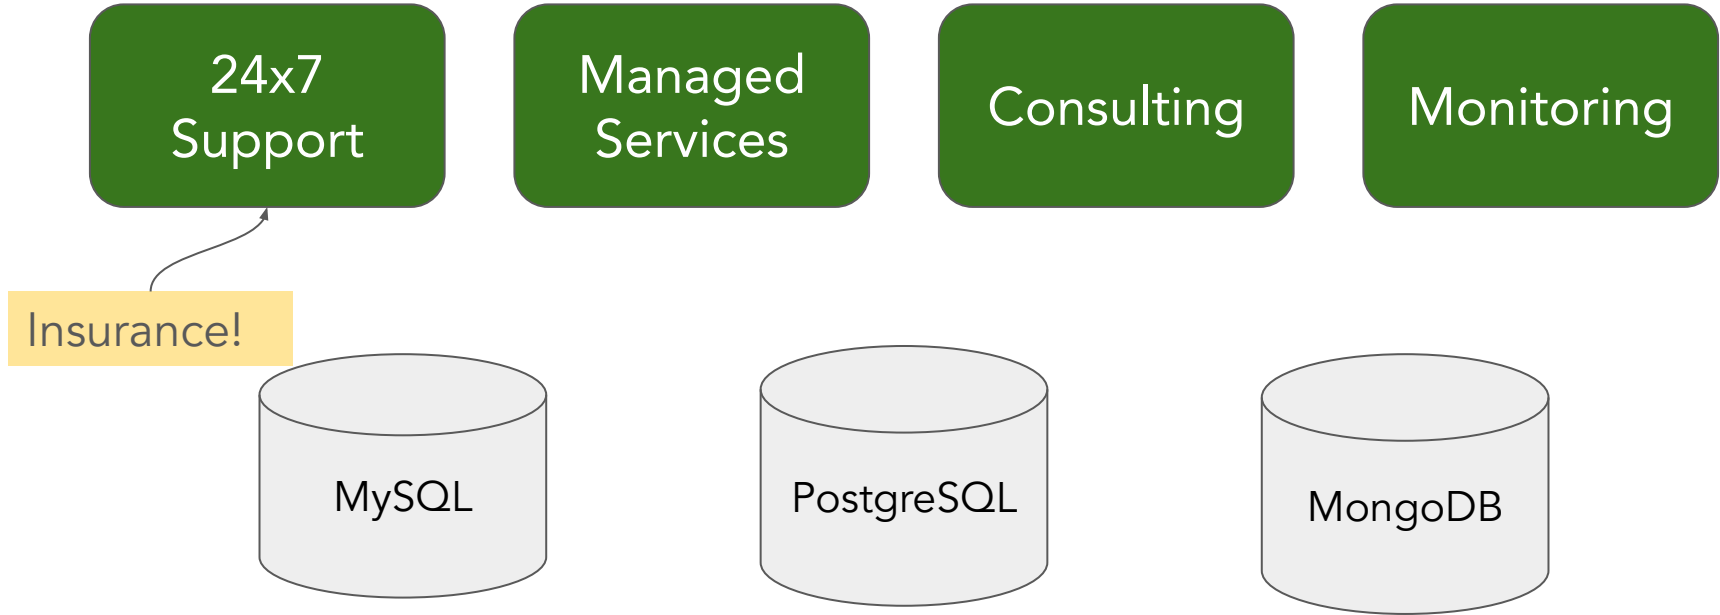 24x7
Support
Managed
Services
Consulting
Monitoring
Insurance!
MySQL
PostgreSQL
MongoDB